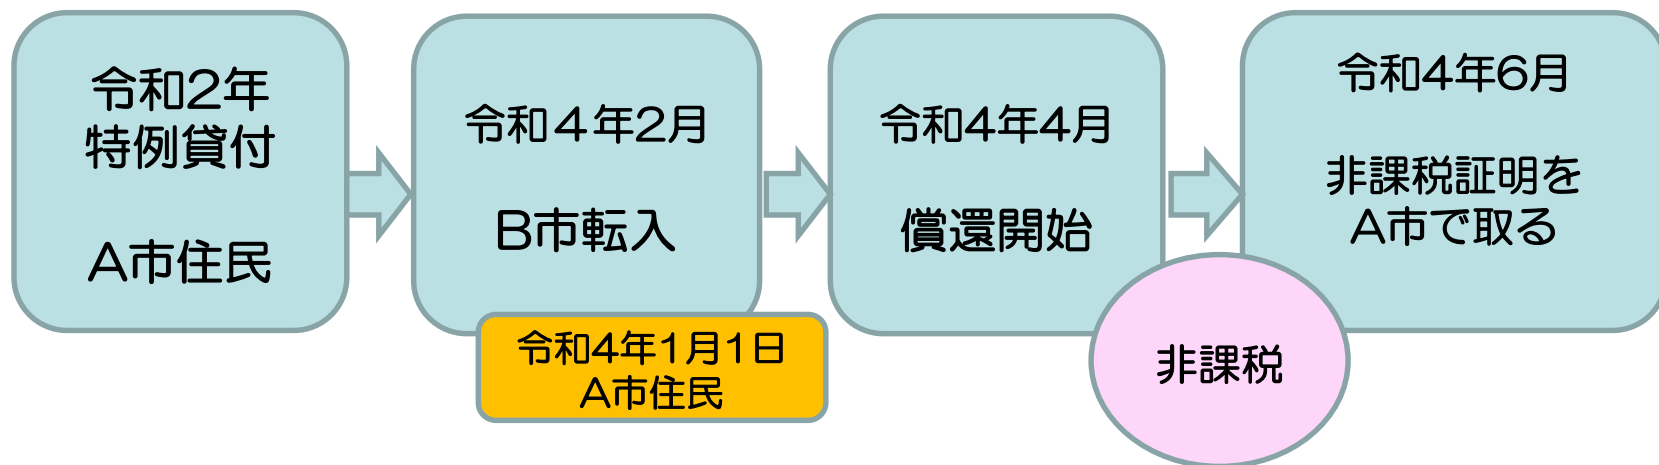 令和2年
特例貸付
A市住民
令和4年2月
B市転入
令和4年1月1日
A市住民
令和4年4月
償還開始
令和4年6月
非課税証明を
A市で取る
非課税